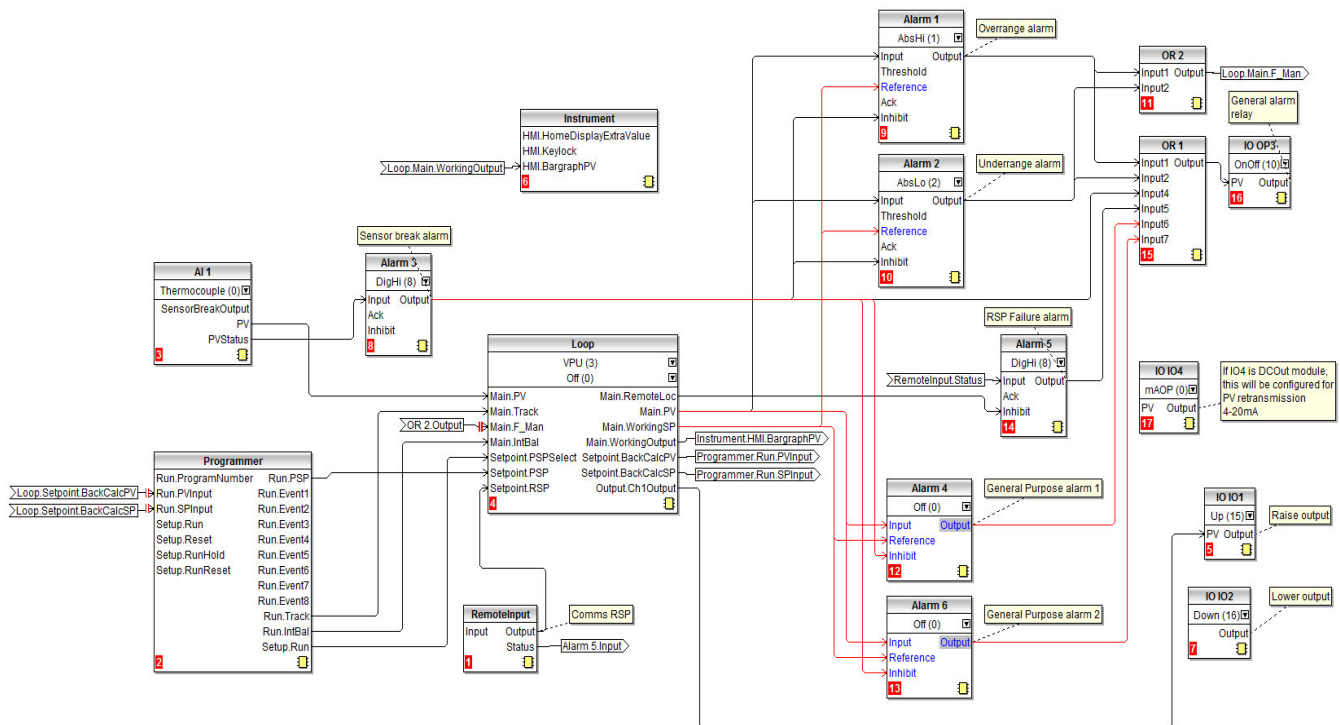 Alarm 1
AbsHi (1)
Input Output
Threshold
Reference
Ack
Inhibit
9
Overrange alarm
OR 2
Input1 Output
Input2
11
Loop.Main.F_Man
General alarm
relay
Instrument
HMI.HomeDisplayExtraValue
HMI.Keylock
HMI.BargraphPV
6
Loop.Main.WorkingOutput
Alarm 2
AbsLo (2)
Input Output
Threshold
Reference
Ack
Inhibit
10
Underrange alarm
OR 1
Input1 Output
Input2
Input4
Input5
Input6
Input7
15
IO OP3
OnOff (10)
PV Output
16
Sensor break alarm
Alarm 3
DigHi (8)
Input Output
Ack
Inhibit
8
AI 1
Thermocouple (0)
SensorBreakOutput
PV
PVStatus
3
RSP Failure alarm
Alarm 5
DigHi (8)
Input Output
Ack
Inhibit
14
RemoteInput.Status
Loop
VPU (3)
Off (0)
Main.PV Main.RemoteLoc
Main.Track Main.PV
Main.F_Man Main.WorkingSP
Main.IntBal Main.WorkingOutput
Setpoint.PSPSelect Setpoint.BackCalcPV
Setpoint.PSP Setpoint.BackCalcSP
Setpoint.RSP Output.Ch1Output
4
OR 2.Output
Instrument.HMI.BargraphPV
Programmer.Run.PVInput
Programmer.Run.SPInput
IO IO4
mAOP (0)
PV Output
17
If IO4 is DCOut module,
this will be configured for
PV retransmission
4-20mA
Programmer
Run.ProgramNumber Run.PSP
Run.PVInput Run.Event1
Run.SPInput Run.Event2
Setup.Run Run.Event3
Setup.Reset Run.Event4
Setup.RunHold Run.Event5
Setup.RunReset Run.Event6
Run.Event7
Run.Event8
Run.Track
Run.IntBal
Setup.Run
2
Loop.Setpoint.BackCalcPV
Loop.Setpoint.BackCalcSP
Alarm 4
Off (0)
Input Output
Reference
Inhibit
12
General Purpose alarm 1
IO IO1
Up (15)
PV Output
5
Raise output
RemoteInput
Input Output
Status
1
Comms RSP
Alarm 5.Input
Alarm 6
Off (0)
Input Output
Reference
Inhibit
13
General Purpose alarm 2
IO IO2
Down (16)
Output
7
Lower output